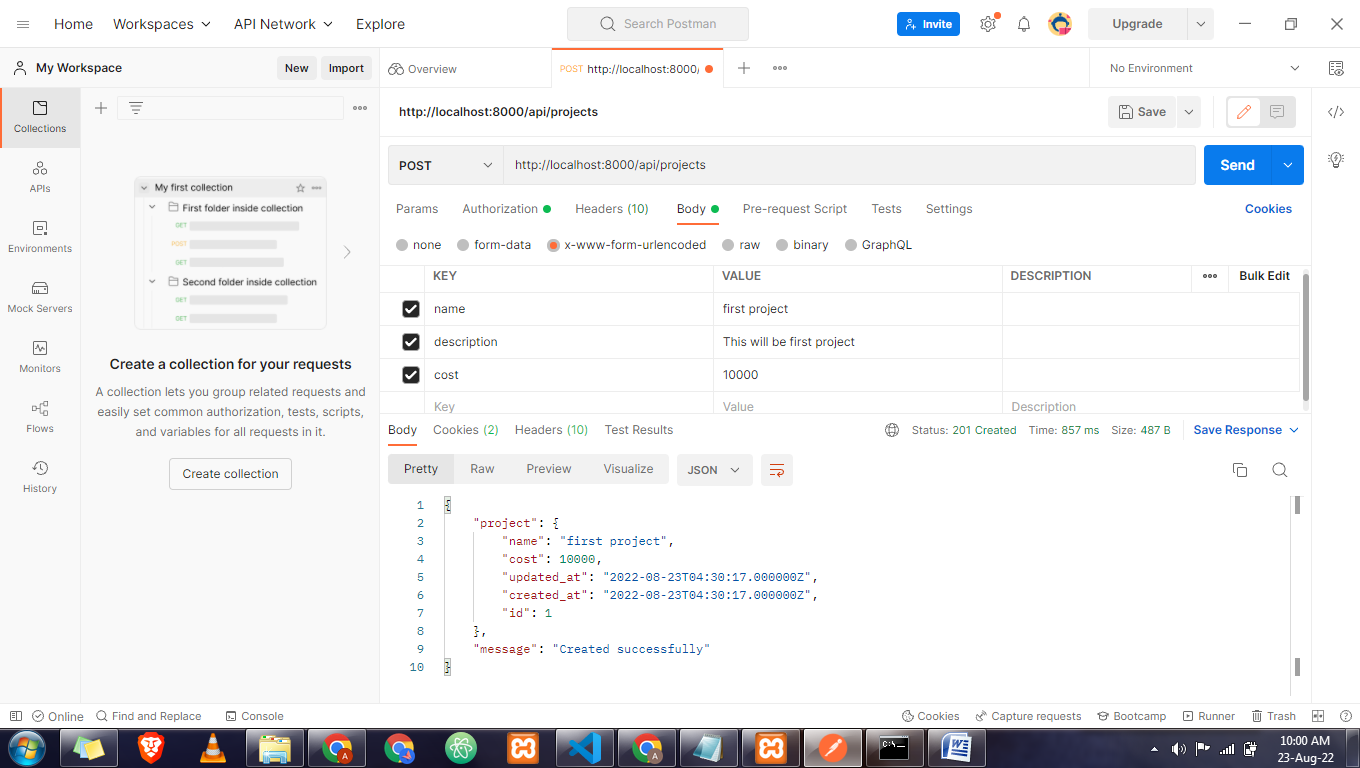 Home Workspaces API Network Explore Search Postman Invite Upgrade
My Workspace New Import Overview POST http://localhost:8000/ No Environment
http://localhost:8000/api/projects Save
Collections
APIs
Environments
Mock Servers
Monitors
Flows
History
My first collection
First folder inside collection
GET
POST
GET
Second folder inside collection
GET
GET
Create a collection for your requests
A collection lets you group related requests and
easily set common authorization, tests, scripts,
and variables for all requests in it.
Create collection
POST http://localhost:8000/api/projects Send
Params Authorization Headers (10) Body Pre-request Script Tests Settings Cookies
none form-data x-www-form-urlencoded raw binary GraphQL
KEY VALUE DESCRIPTION Bulk Edit
name first project
description This will be first project
cost 10000
Key Value Description
Body Cookies (2) Headers (10) Test Results Status: 201 Created Time: 857 ms Size: 487 B Save Response
Pretty Raw Preview Visualize JSON
1 {
2 "project": {
3 "name": "first project",
4 "cost": 10000,
5 "updated_at": "2022-08-23T04:30:17.000000Z",
6 "created_at": "2022-08-23T04:30:17.000000Z",
7 "id": 1
8 },
9 "message": "Created successfully"
10 }
Online Find and Replace Console Cookies Capture requests Bootcamp Runner Trash
10:00 AM
23-Aug-22